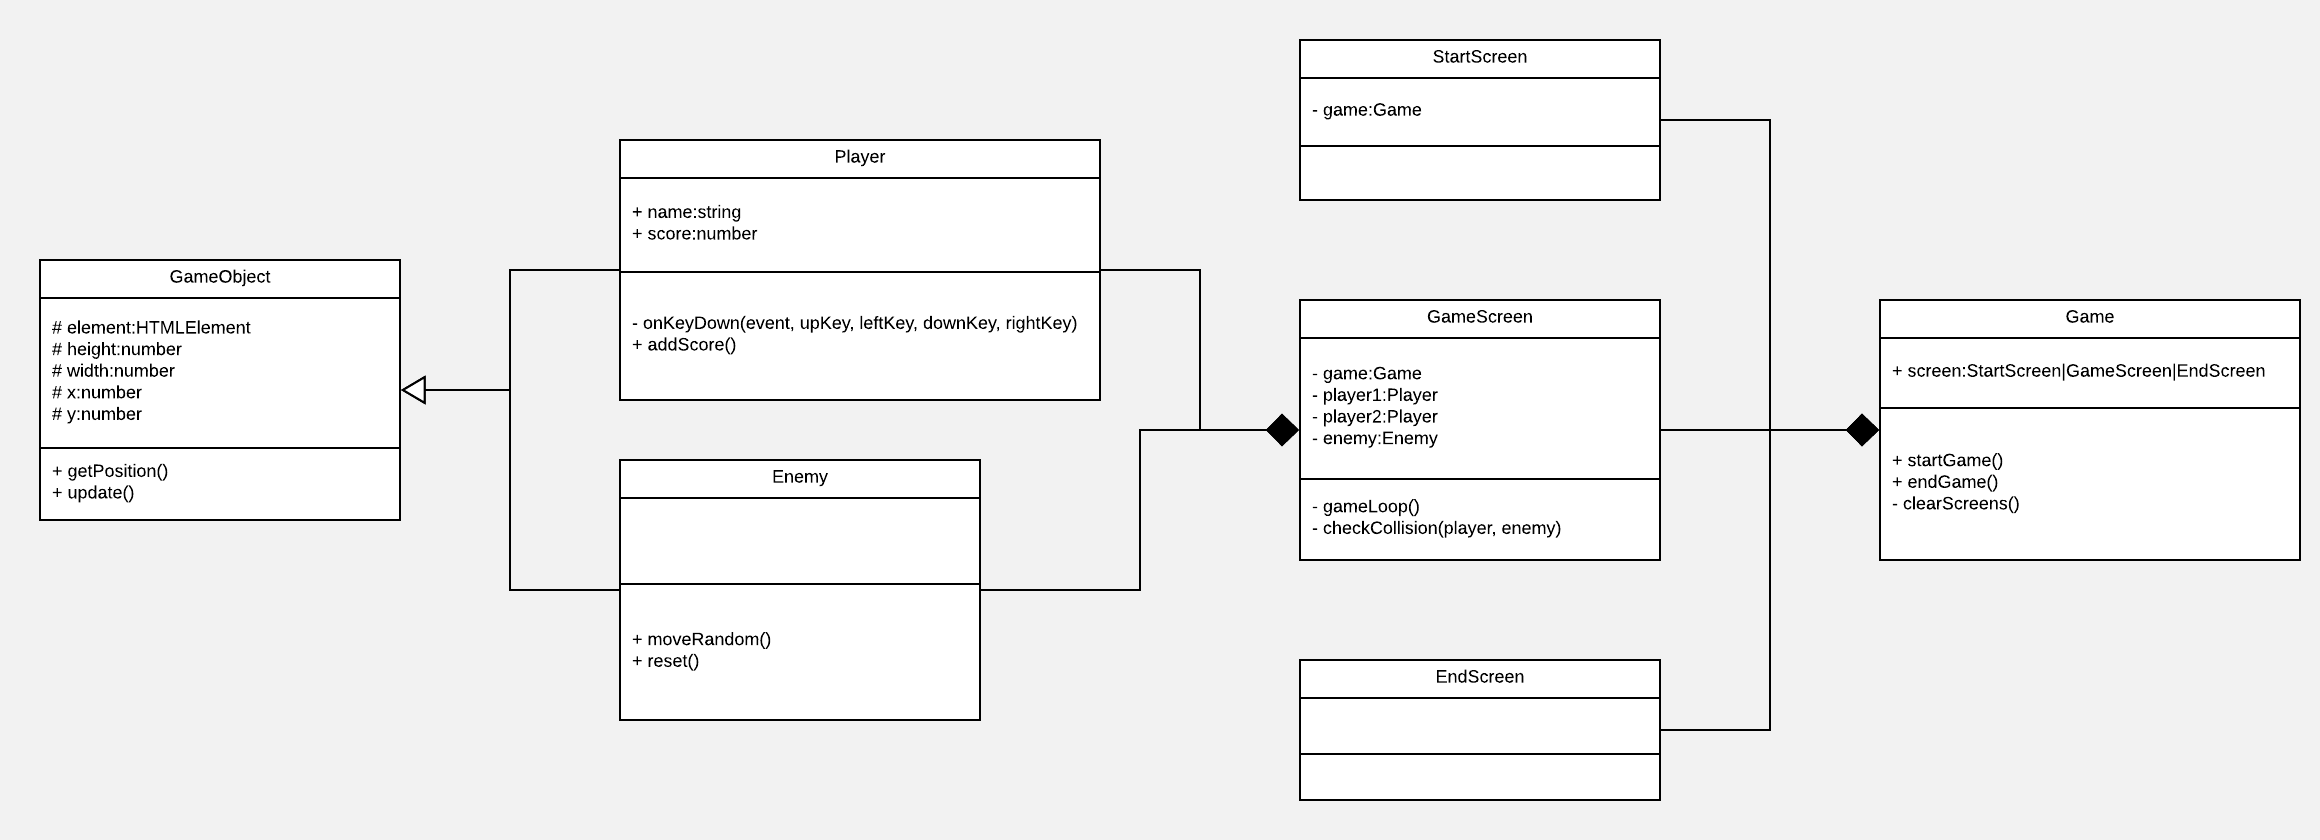 GameObject
# element:HTMLElement
# height:number
# width:number
# x:number
# y:number
+ getPosition()
+ update()
Player
+ name:string
+ score:number
- onKeyDown(event, upKey, leftKey, downKey, rightKey)
+ addScore()
Enemy
+ moveRandom()
+ reset()
StartScreen
- game:Game
GameScreen
- game:Game
- player1:Player
- player2:Player
- enemy:Enemy
- gameLoop()
- checkCollision(player, enemy)
EndScreen
Game
+ screen:StartScreen|GameScreen|EndScreen
+ startGame()
+ endGame()
- clearScreens()